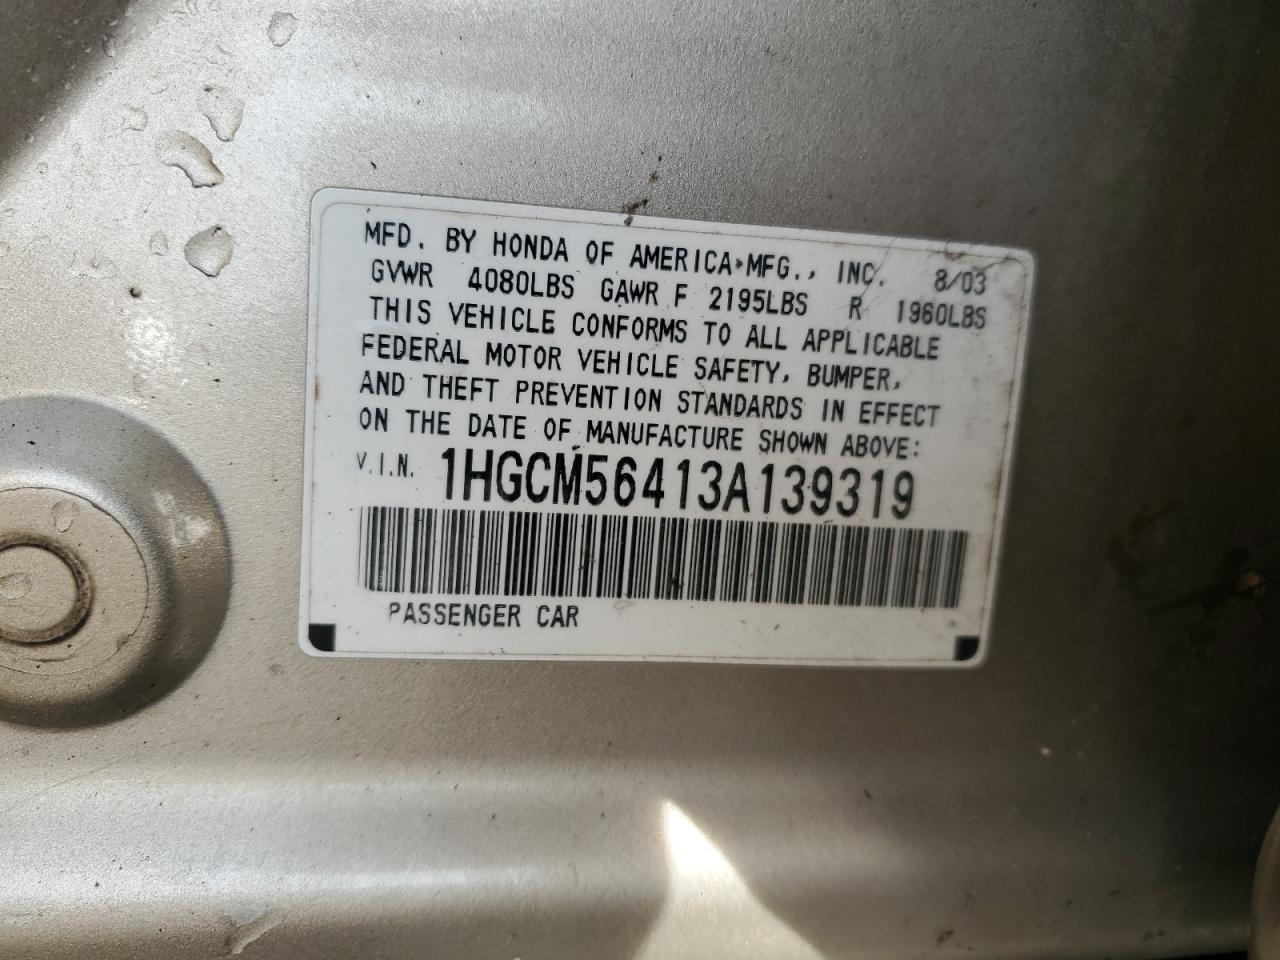 MFD. BY HONDA OF AMERICA MFG., INC. 8/03
GVWR 4080LBS GAWR F 2195LBS R 1960LBS
THIS VEHICLE CONFORMS TO ALL APPLICABLE
FEDERAL MOTOR VEHICLE SAFETY, BUMPER,
AND THEFT PREVENTION STANDARDS IN EFFECT
ON THE DATE OF MANUFACTURE SHOWN ABOVE:
V.I.N. 1HGCM56413A139319
PASSENGER CAR